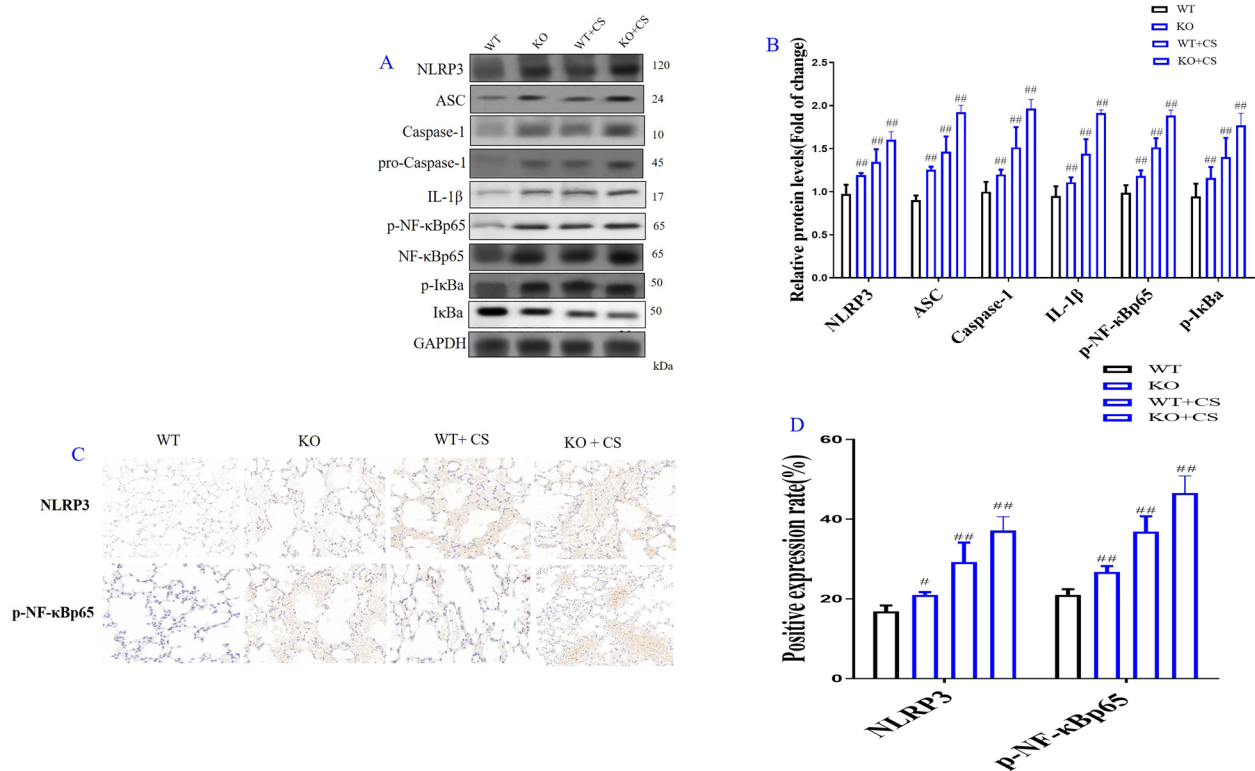 A
WT KO WT+CS KO+CS
NLRP3 120
ASC 24
Caspase-1 10
pro-Caspase-1 45
IL-1β 17
p-NF-κBp65 65
NF-κBp65 65
p-IκBa 50
IκBa 50
GAPDH
kDa
B
WT
KO
WT+CS
KO+CS
Relative protein levels(Fold of change)
2.5
2.0
1.5
1.0
0.5
0.0
## ## ## ## ## ## ## ## ## ## ## ## ## ## ## ## ## ##
NLRP3 ASC Caspase-1 IL-1β p-NF-κBp65 p-IκBa
C
WT KO WT+ CS KO + CS
NLRP3
p-NF-κBp65
D
WT
KO
WT+CS
KO+CS
Positive expression rate(%)
60
40
20
0
# ## ## ## ## ##
NLRP3 p-NF-κBp65